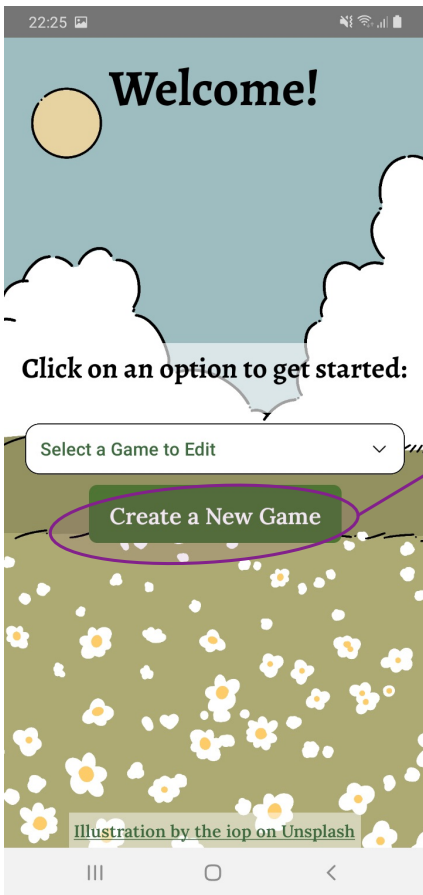 22:25
Welcome!
Click on an option to get started:
Select a Game to Edit
Create a New Game
Illustration by the iop on Unsplash